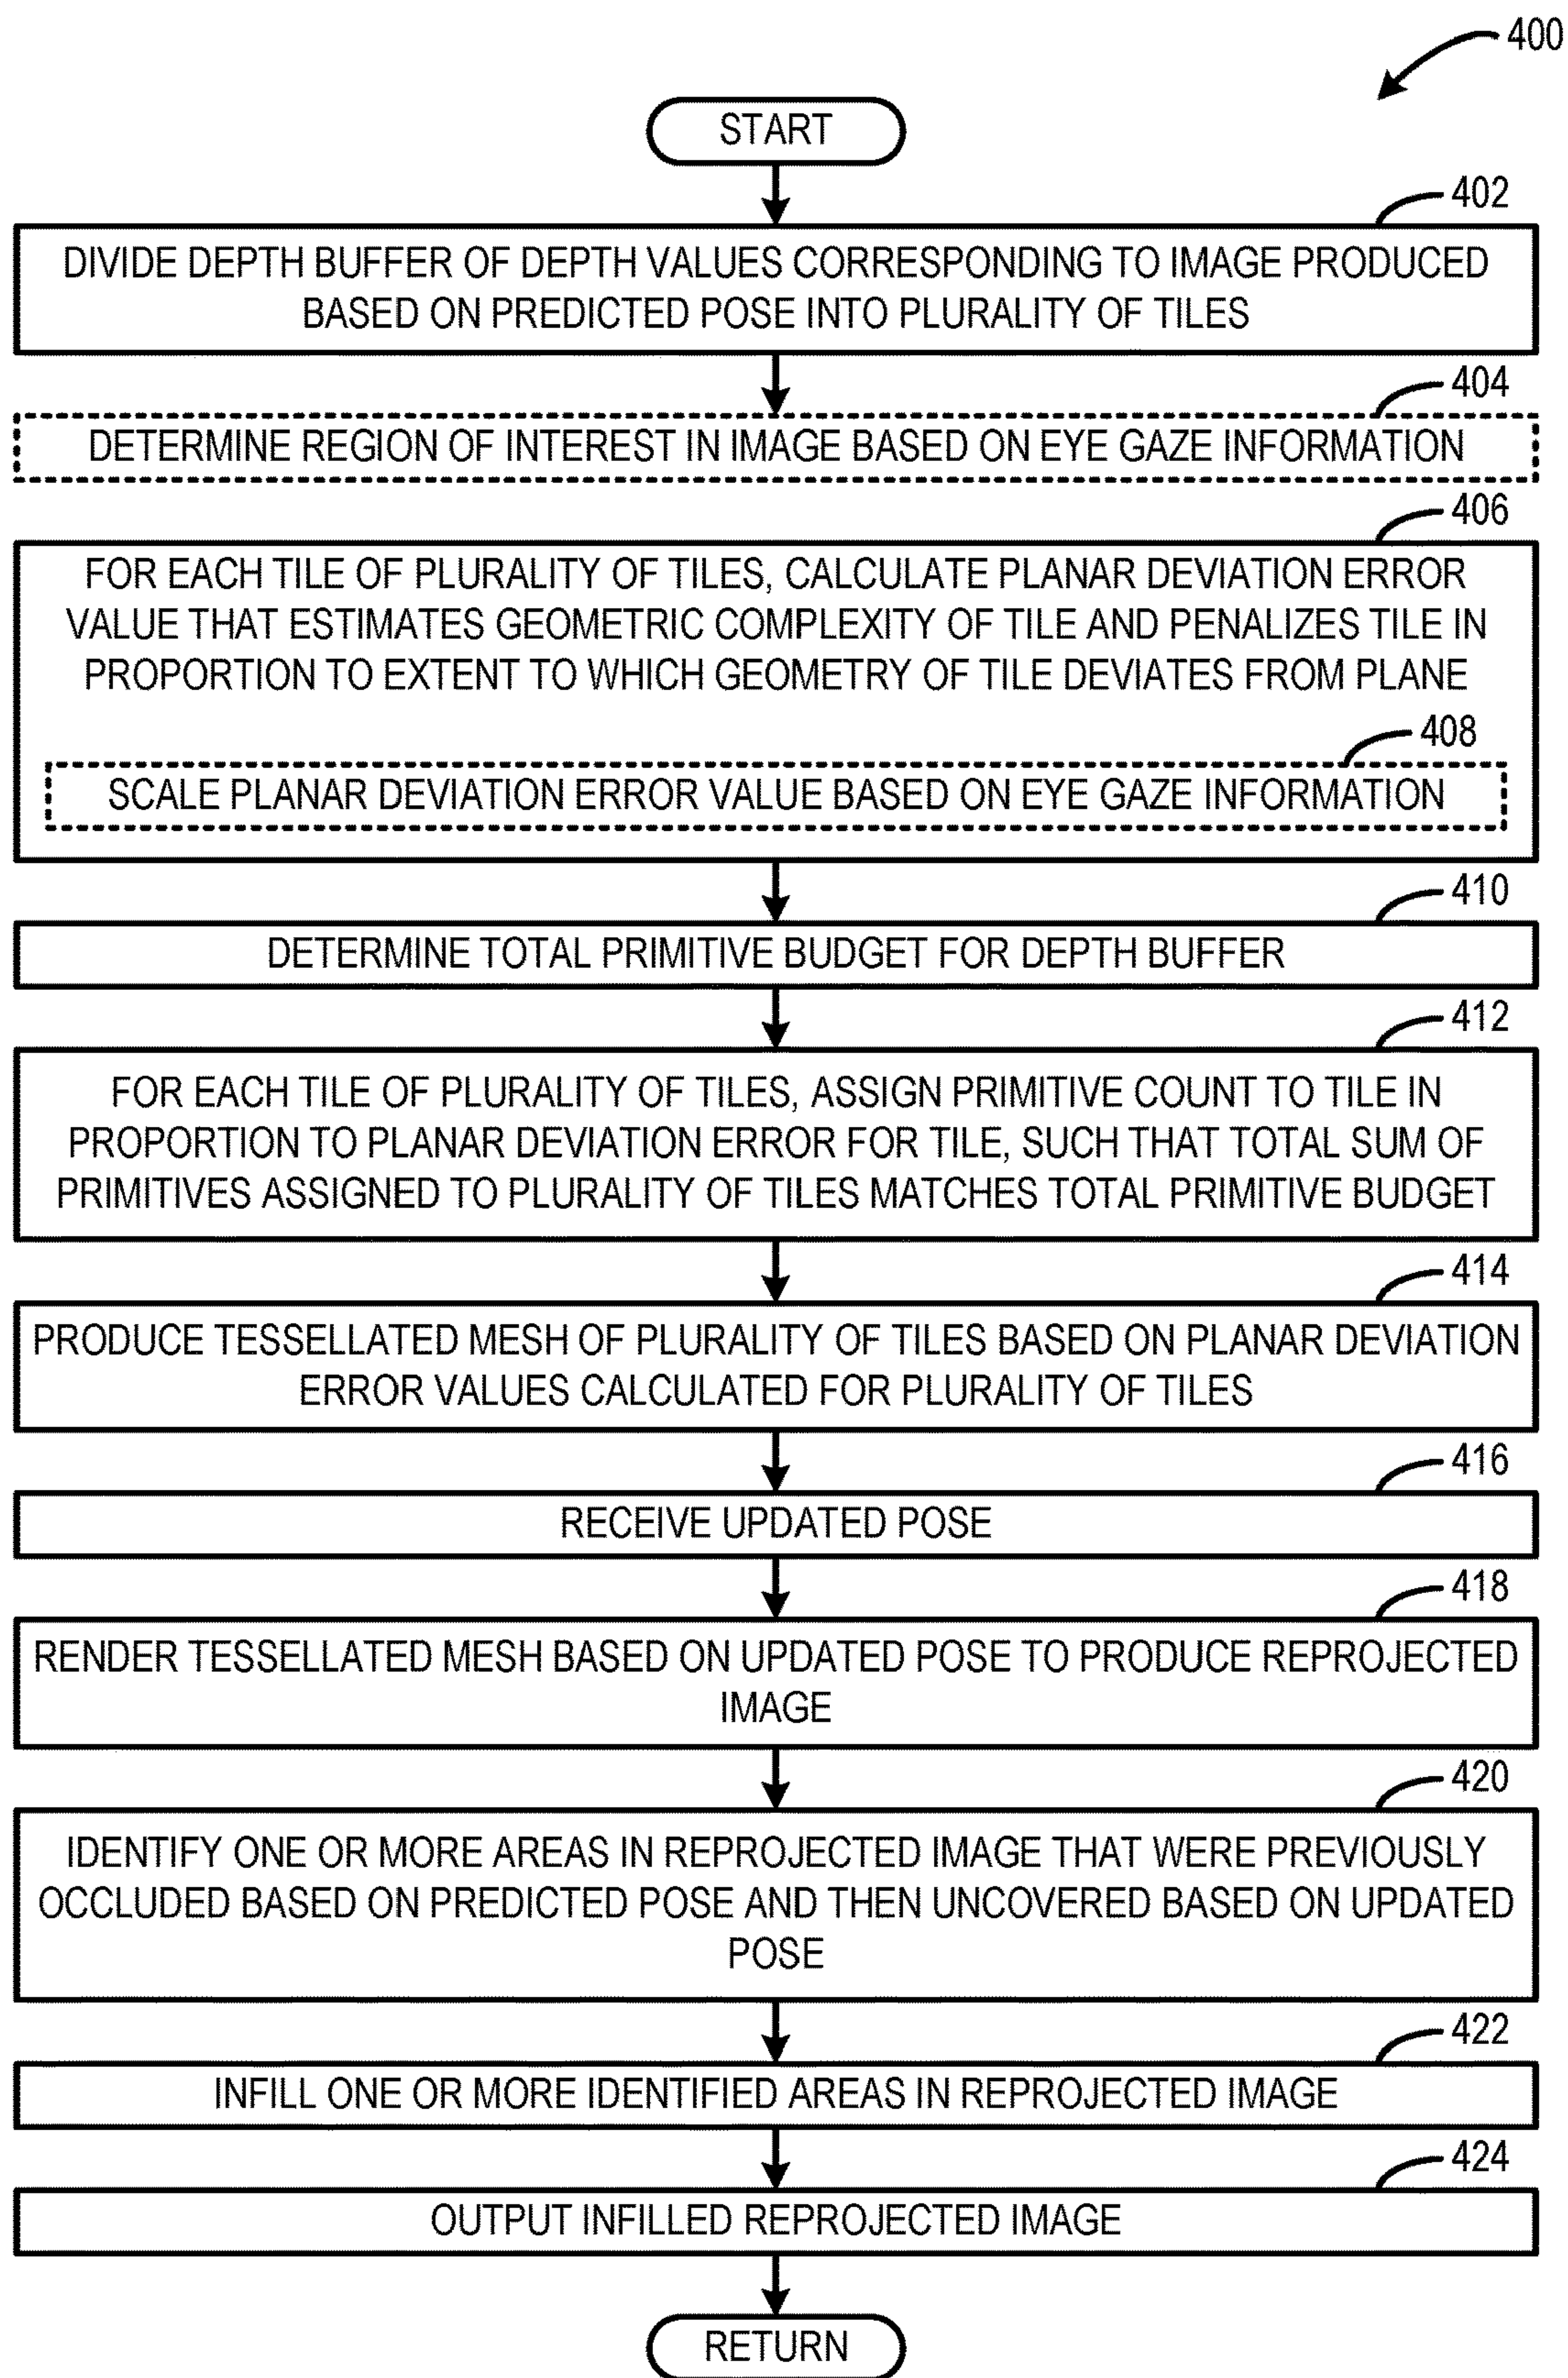 400
START
402
DIVIDE DEPTH BUFFER OF DEPTH VALUES CORRESPONDING TO IMAGE PRODUCED
BASED ON PREDICTED POSE INTO PLURALITY OF TILES
404
DETERMINE REGION OF INTEREST IN IMAGE BASED ON EYE GAZE INFORMATION
406
FOR EACH TILE OF PLURALITY OF TILES, CALCULATE PLANAR DEVIATION ERROR
VALUE THAT ESTIMATES GEOMETRIC COMPLEXITY OF TILE AND PENALIZES TILE IN
PROPORTION TO EXTENT TO WHICH GEOMETRY OF TILE DEVIATES FROM PLANE
408
SCALE PLANAR DEVIATION ERROR VALUE BASED ON EYE GAZE INFORMATION
410
DETERMINE TOTAL PRIMITIVE BUDGET FOR DEPTH BUFFER
412
FOR EACH TILE OF PLURALITY OF TILES, ASSIGN PRIMITIVE COUNT TO TILE IN
PROPORTION TO PLANAR DEVIATION ERROR FOR TILE, SUCH THAT TOTAL SUM OF
PRIMITIVES ASSIGNED TO PLURALITY OF TILES MATCHES TOTAL PRIMITIVE BUDGET
414
PRODUCE TESSELLATED MESH OF PLURALITY OF TILES BASED ON PLANAR DEVIATION
ERROR VALUES CALCULATED FOR PLURALITY OF TILES
416
RECEIVE UPDATED POSE
418
RENDER TESSELLATED MESH BASED ON UPDATED POSE TO PRODUCE REPROJECTED
IMAGE
420
IDENTIFY ONE OR MORE AREAS IN REPROJECTED IMAGE THAT WERE PREVIOUSLY
OCCLUDED BASED ON PREDICTED POSE AND THEN UNCOVERED BASED ON UPDATED
POSE
422
INFILL ONE OR MORE IDENTIFIED AREAS IN REPROJECTED IMAGE
424
OUTPUT INFILLED REPROJECTED IMAGE
RETURN